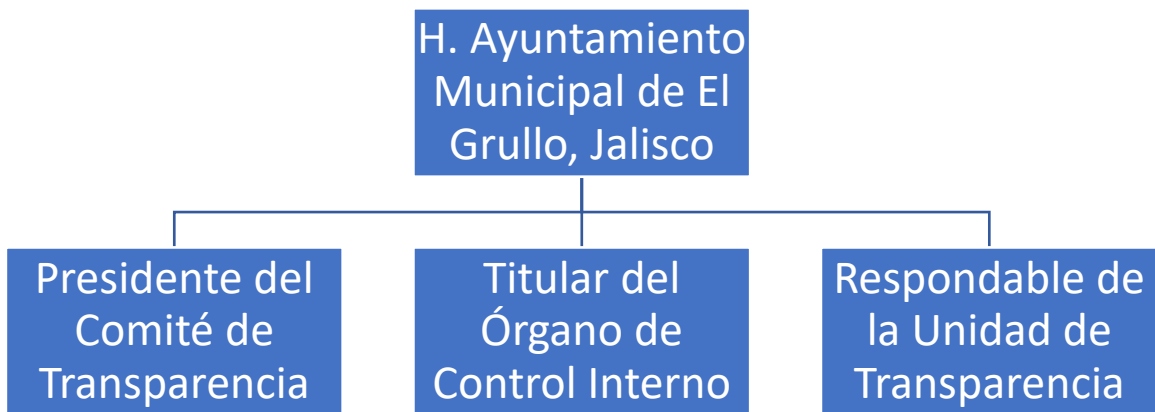 H. Ayuntamiento
Municipal de El
Grullo, Jalisco
Presidente del
Comité de
Transparencia
Titular del
Órgano de
Control Interno
Respondable de
la Unidad de
Transparencia